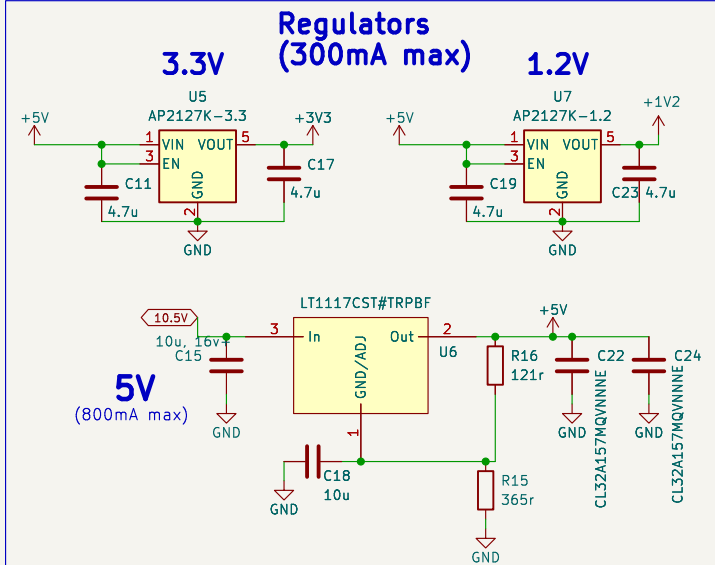 Regulators
(300mA max)
3.3V
1.2V
U5
AP2127K-3.3
+5V
+3V3
1
VIN
VOUT
5
3
EN
GND
2
C11
4.7u
C17
4.7u
GND
U7
AP2127K-1.2
+5V
+1V2
1
VIN
VOUT
5
3
EN
GND
2
C19
4.7u
C23
4.7u
GND
LT1117CST#TRPBF
10.5V
10u, 16v+
C15
3
In
Out
2
GND/ADJ
U6
1
+5V
R16
121r
C22
CL32A157MQVNNNE
C24
CL32A157MQVNNNE
5V
(800mA max)
GND
GND
GND
C18
10u
GND
R15
365r
GND